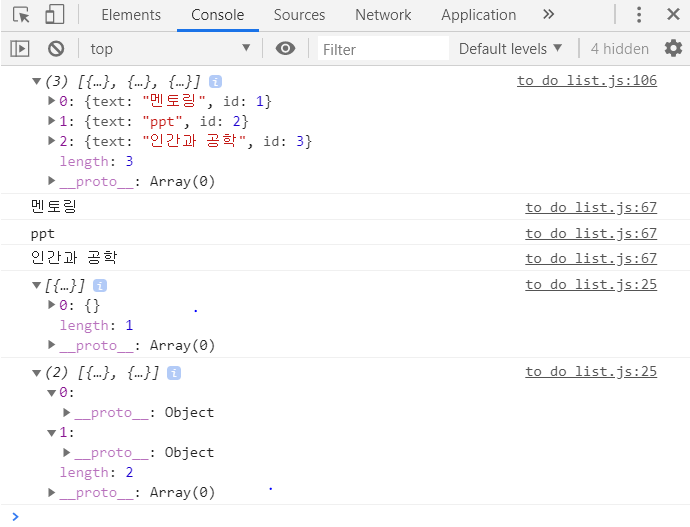 Elements Console Sources Network Application »
top Filter Default levels 4 hidden
(3) [{…}, {…}, {…}] i to do list.js:106
0: {text: "멘토링", id: 1}
1: {text: "ppt", id: 2}
2: {text: "인간과 공학", id: 3}
length: 3
__proto__: Array(0)
멘토링 to do list.js:67
ppt to do list.js:67
인간과 공학 to do list.js:67
[{…}] i to do list.js:25
0: {}
length: 1
__proto__: Array(0)
(2) [{…}, {…}] i to do list.js:25
0:
__proto__: Object
1:
__proto__: Object
length: 2
__proto__: Array(0)
>